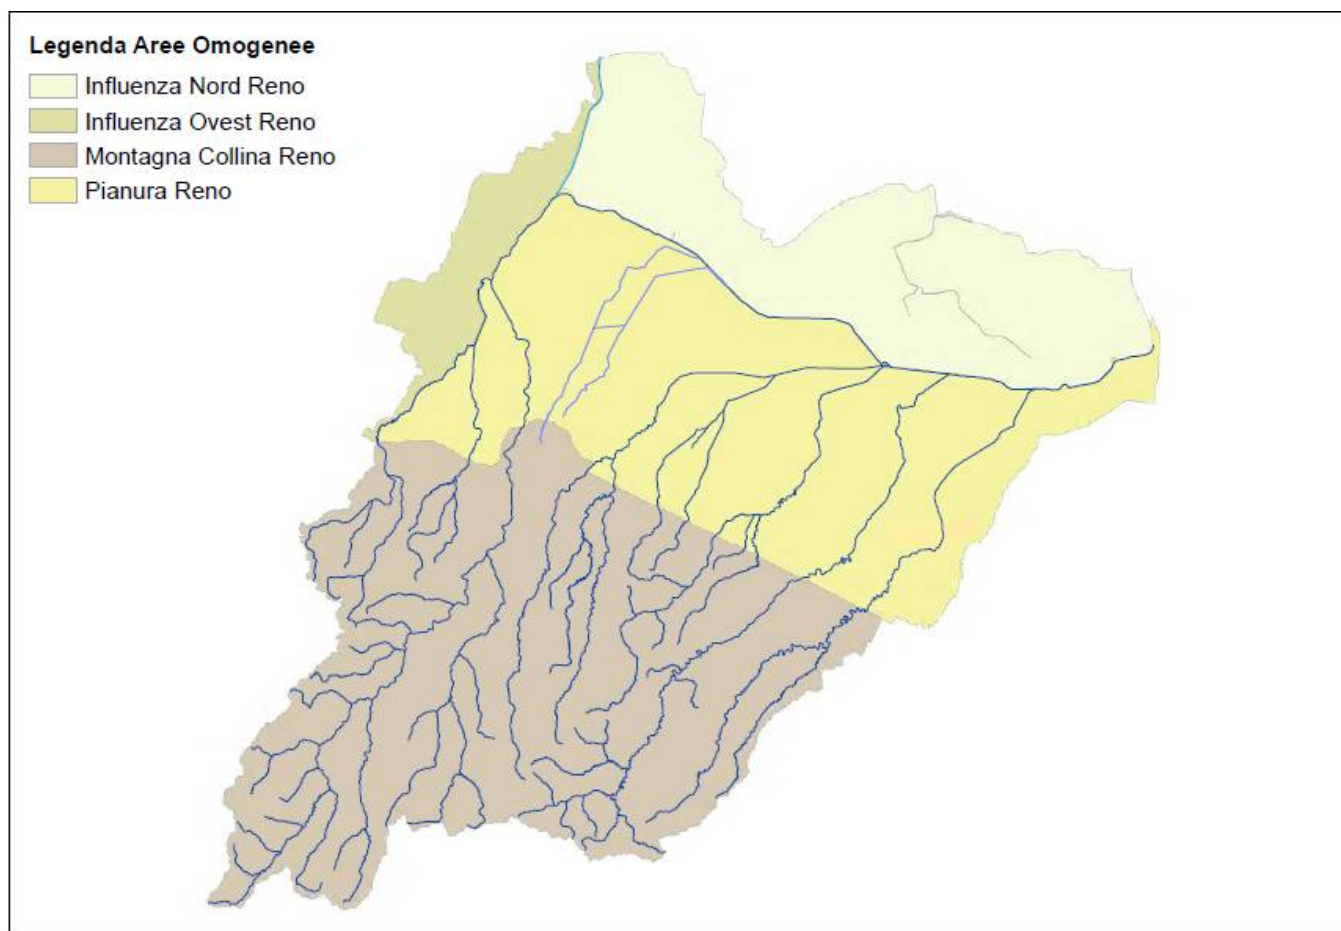 Legenda Aree Omogenee
Influenza Nord Reno
Influenza Ovest Reno
Montagna Collina Reno
Pianura Reno